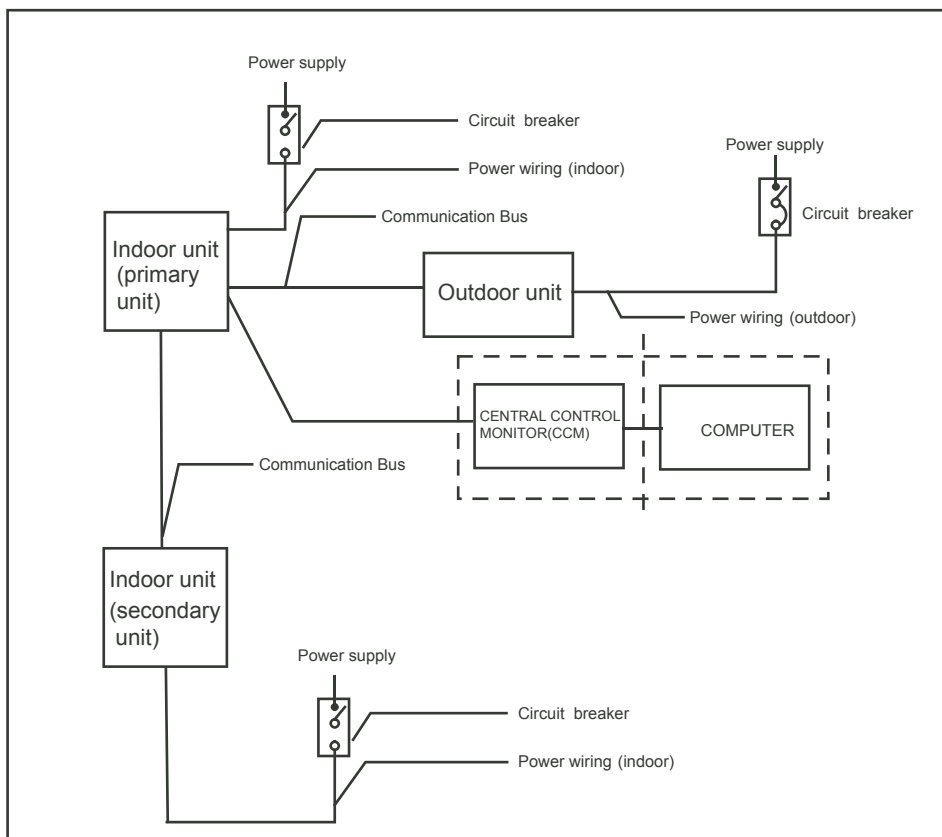 Power supply
Circuit breaker
Power wiring (indoor)
Communication Bus
Power supply
Circuit breaker
Indoor unit
(primary
unit)
Outdoor unit
Power wiring (outdoor)
CENTRAL CONTROL
MONITOR(CCM)
COMPUTER
Communication Bus
Indoor unit
(secondary
unit)
Power supply
Circuit breaker
Power wiring (indoor)